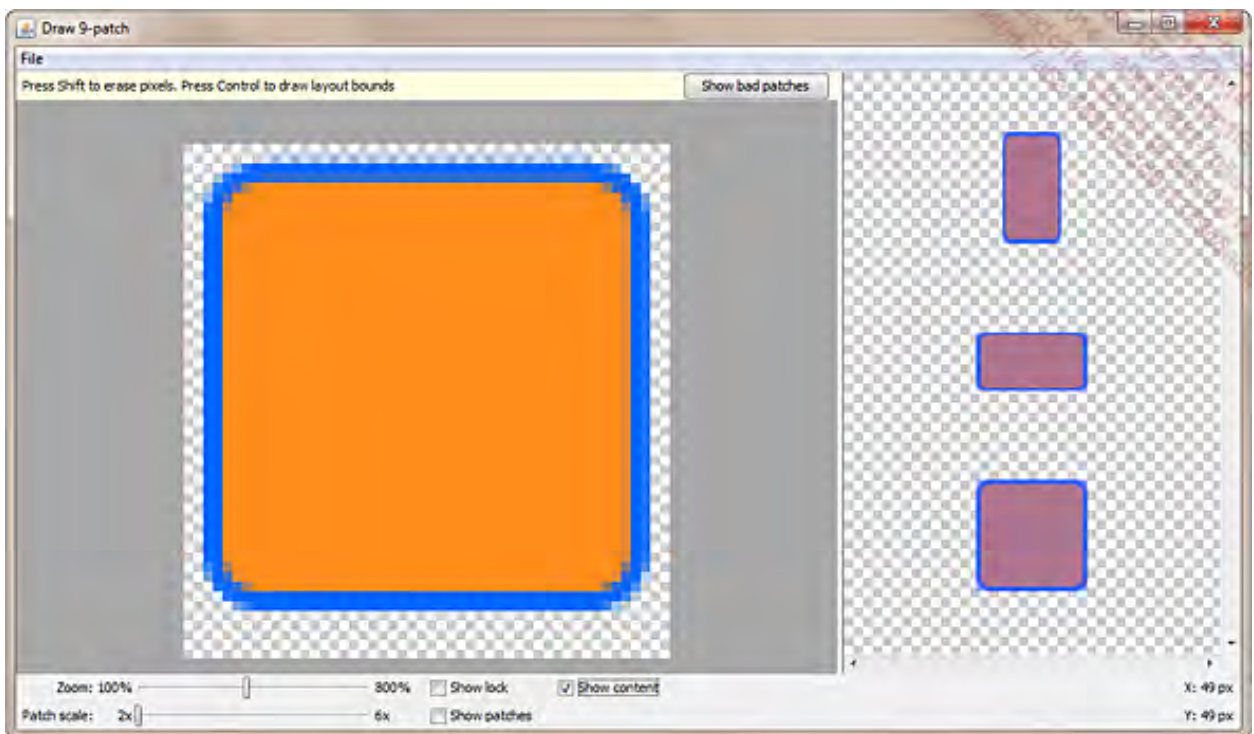 Draw 9-patch
File
Press Shift to erase pixels. Press Control to draw layout bounds
Show bad patches
Zoom: 100% 800% Show lock Show content X: 49 px
Patch scale: 2x 6x Show patches Y: 49 px